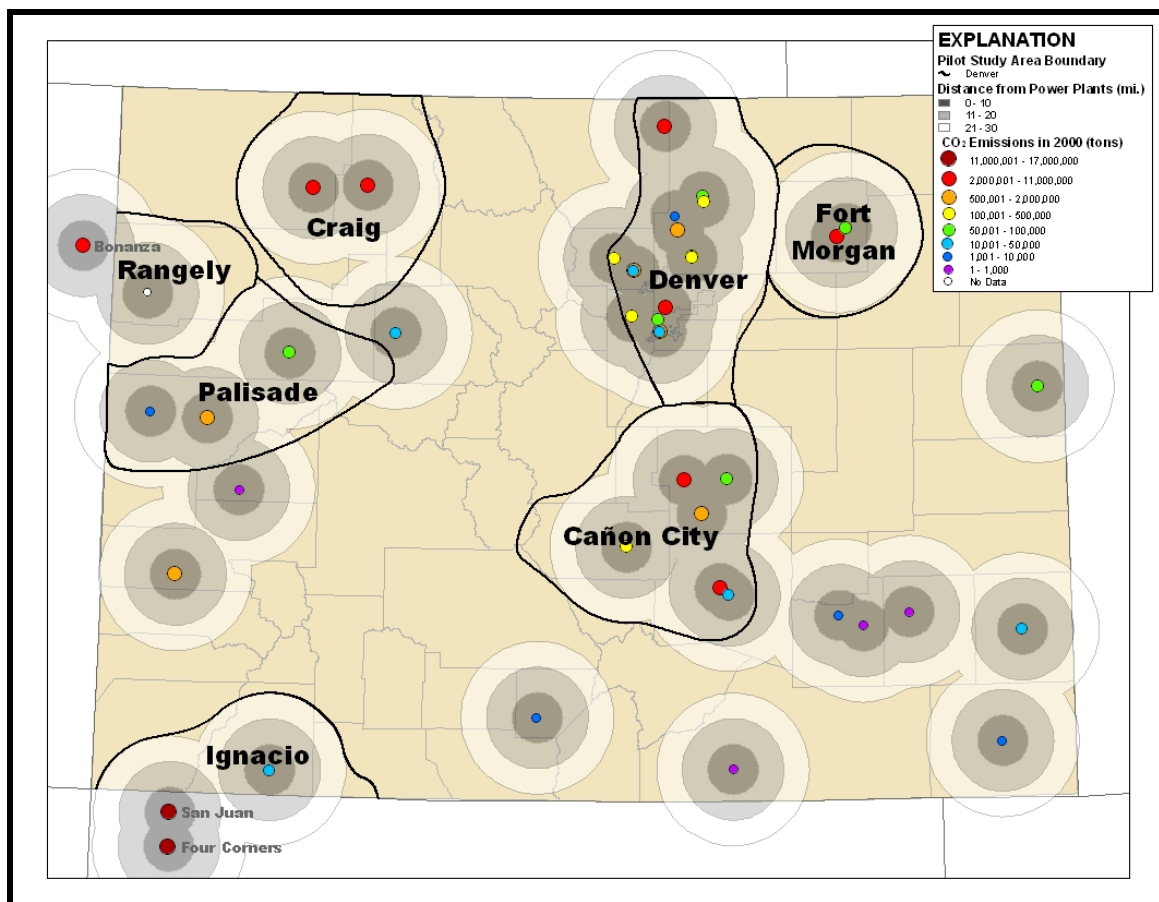 EXPLANATION
Pilot Study Area Boundary
Denver
Distance from Power Plants (mi.)
0 - 10
11 - 20
21 - 30
CO₂ Emissions in 2000 (tons)
11,000,001 - 17,000,000
2,000,001 - 11,000,000
500,001 - 2,000,000
100,001 - 500,000
50,001 - 100,000
10,001 - 50,000
1,001 - 10,000
1 - 1,000
No Data
Craig
Fort
Morgan
Bonanza
Rangely
Denver
Palisade
Cañon City
Ignacio
San Juan
Four Corners